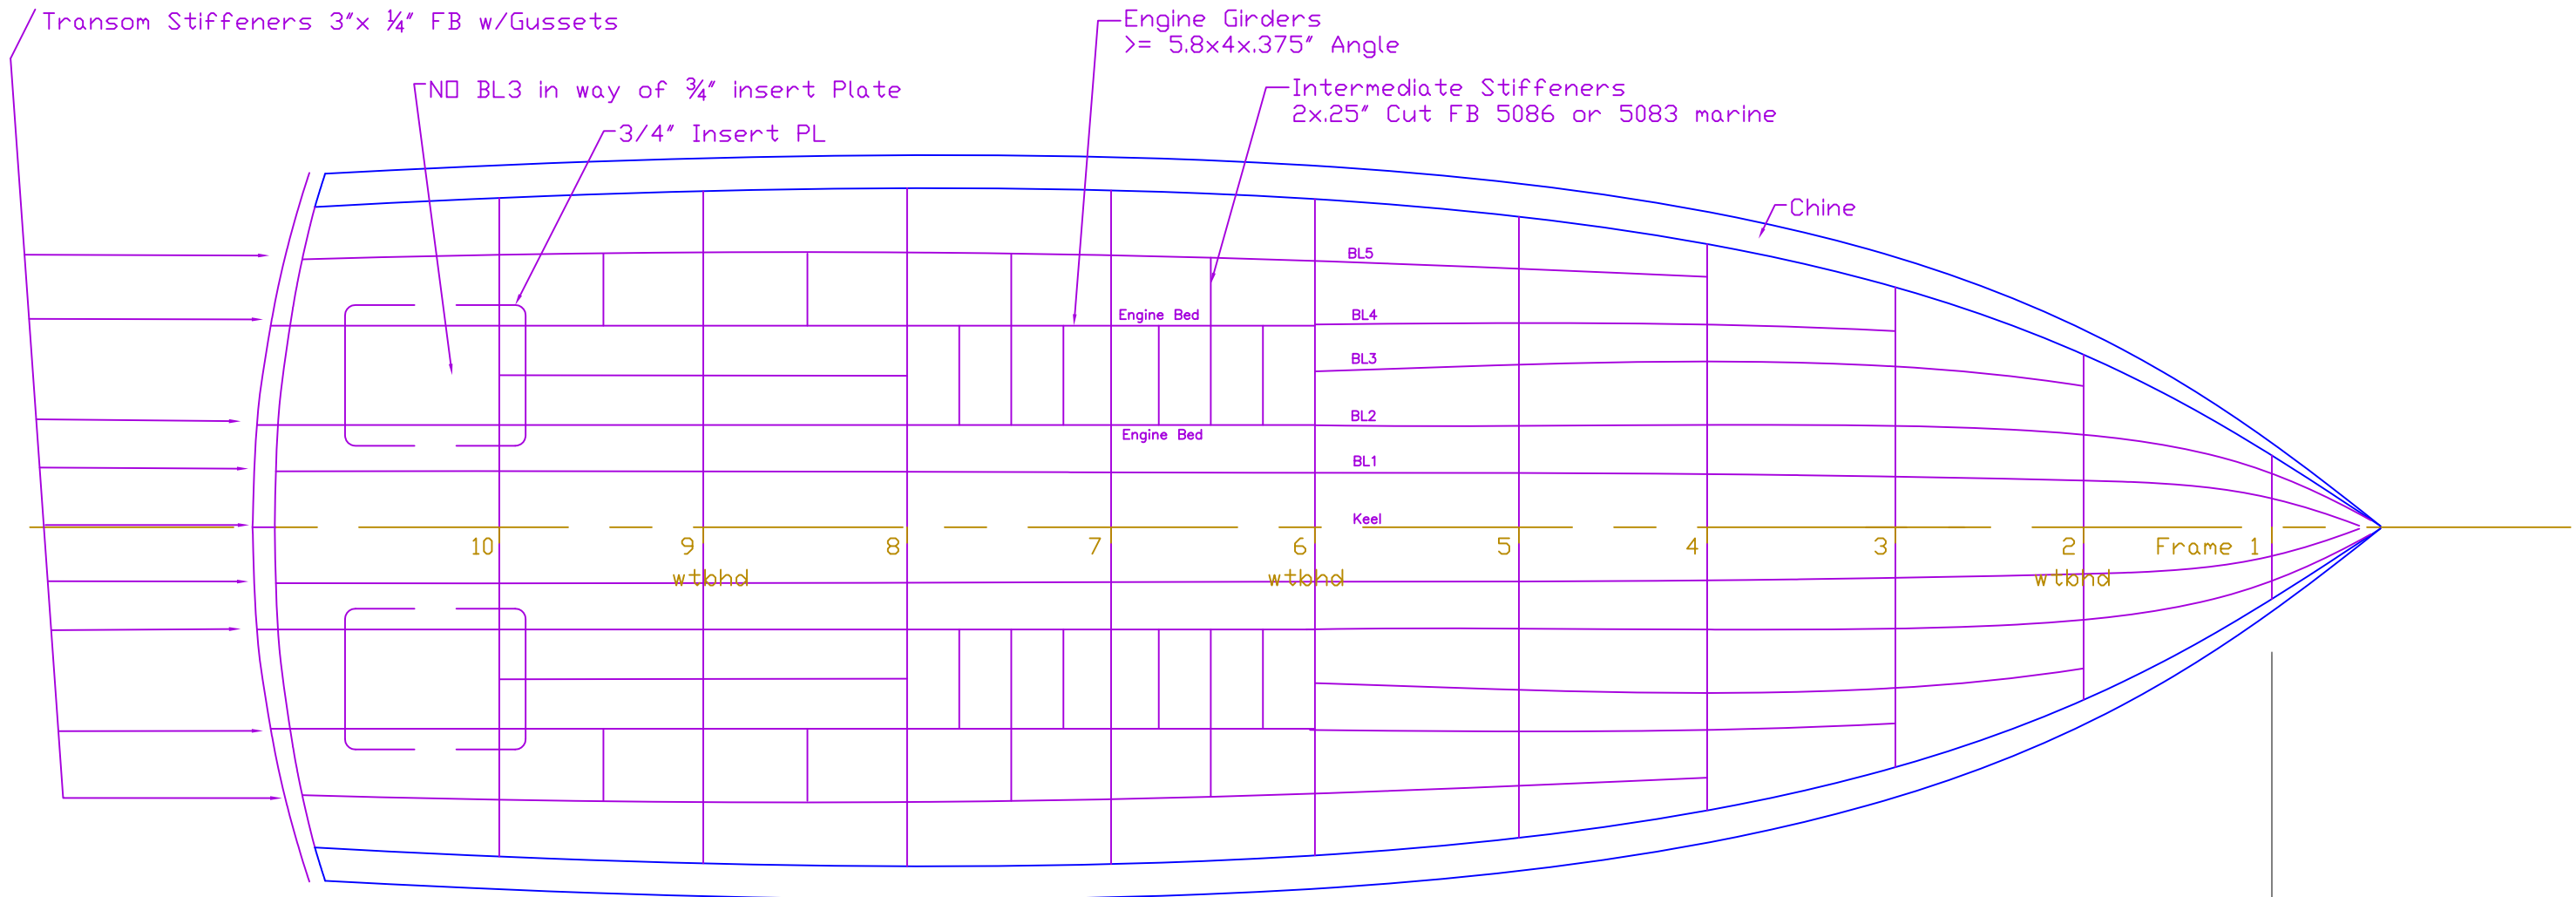 Transom Stiffeners 3"x ¼" FB w/Gussets
Engine Girders
>= 5.8x4x.375" Angle
NO BL3 in way of ¾" insert Plate
Intermediate Stiffeners
2x.25" Cut FB 5086 or 5083 marine
3/4" Insert PL
Chine
BL5
Engine Bed
BL4
BL3
BL2
Engine Bed
BL1
Keel
10
9
8
7
6
5
4
3
2
Frame 1
wtbhd
wtbhd
wtbhd